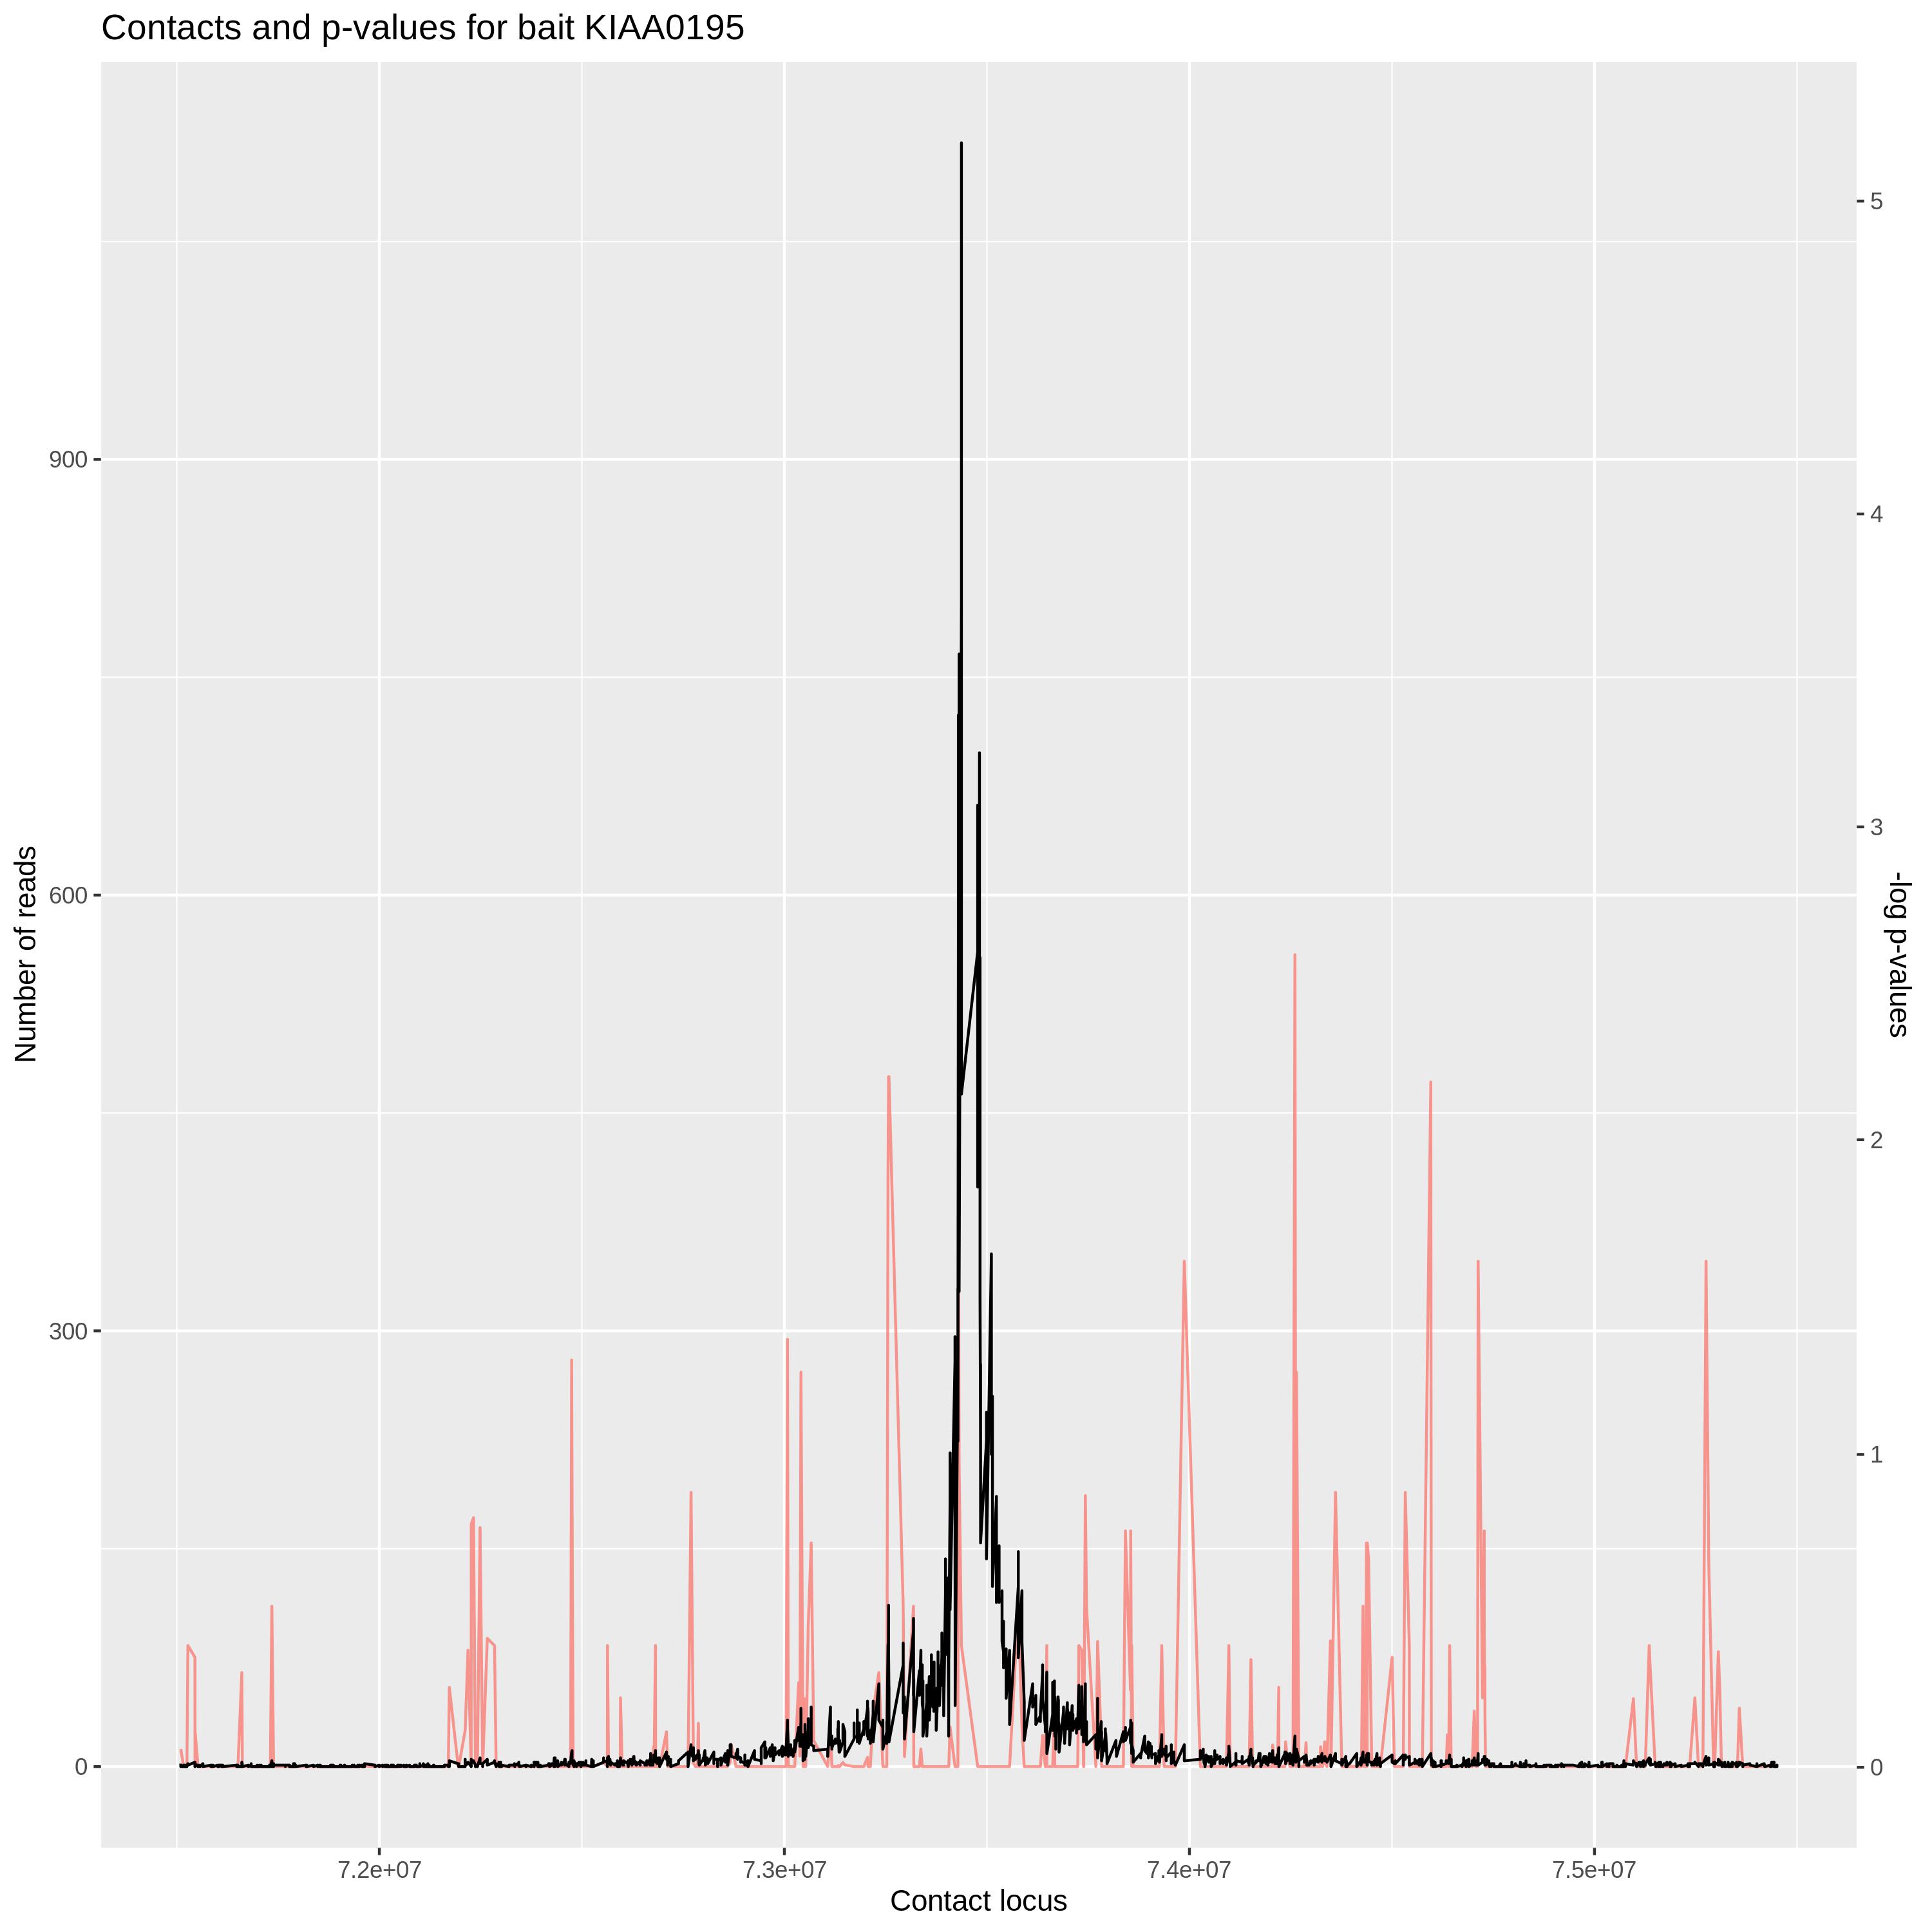 Contacts and p-values for bait KIAA0195
Number of reads
900
600
300
0
5
4
3
2
1
0
-log p-values
7.2e+07
7.3e+07
7.4e+07
7.5e+07
Contact locus